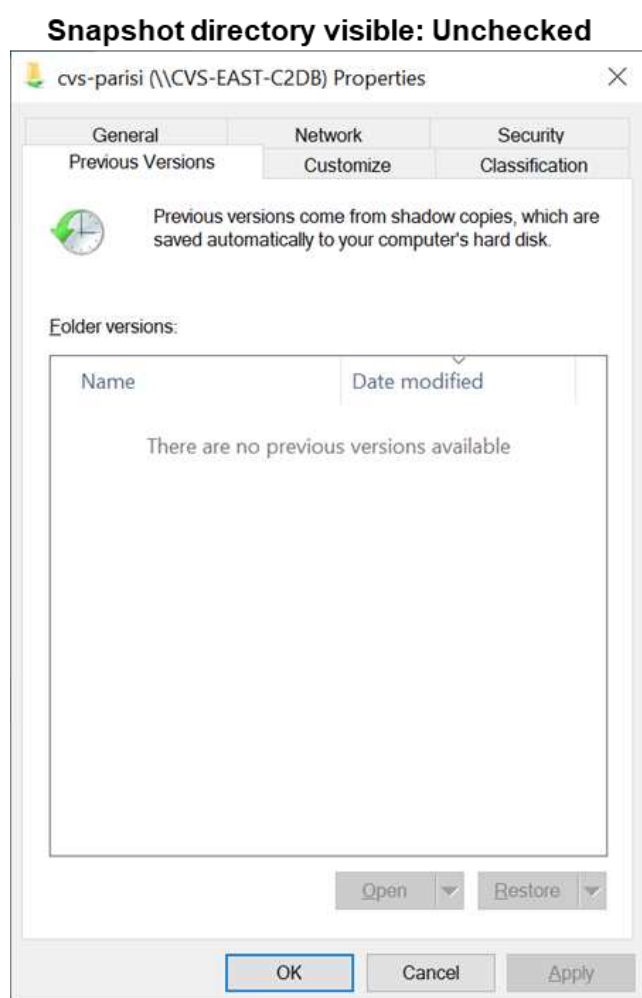 Snapshot directory visible: Unchecked
cvs-parisi (\\CVS-EAST-C2DB) Properties
General Network Security
Previous Versions Customize Classification
Previous versions come from shadow copies, which are
saved automatically to your computer's hard disk.
Folder versions:
Name Date modified
There are no previous versions available
Open Restore
OK Cancel Apply